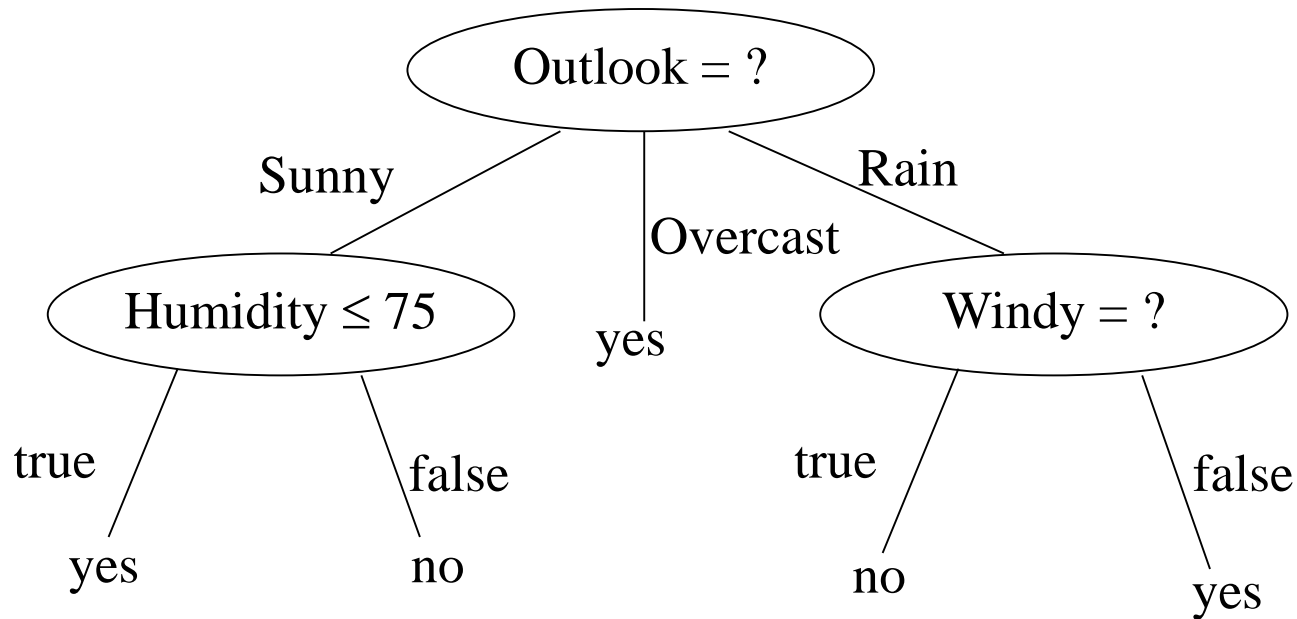 Outlook = ?
Sunny
Rain
Overcast
Humidity ≤ 75
yes
Windy = ?
true
false
true
false
yes
no
no
yes